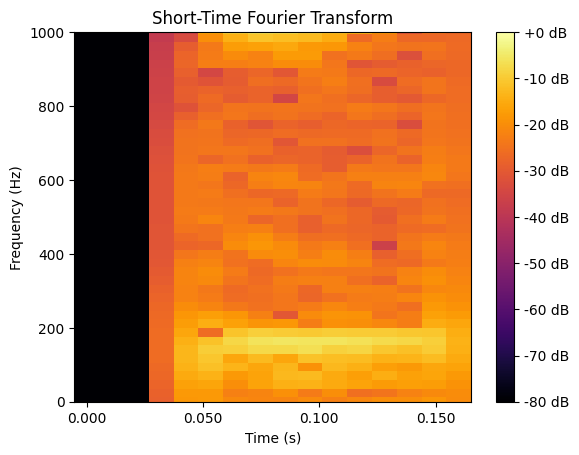 Short-Time Fourier Transform
1000
800
600
400
200
0
Frequency (Hz)
0.000
0.050
0.100
0.150
Time (s)
+0 dB
-10 dB
-20 dB
-30 dB
-40 dB
-50 dB
-60 dB
-70 dB
-80 dB